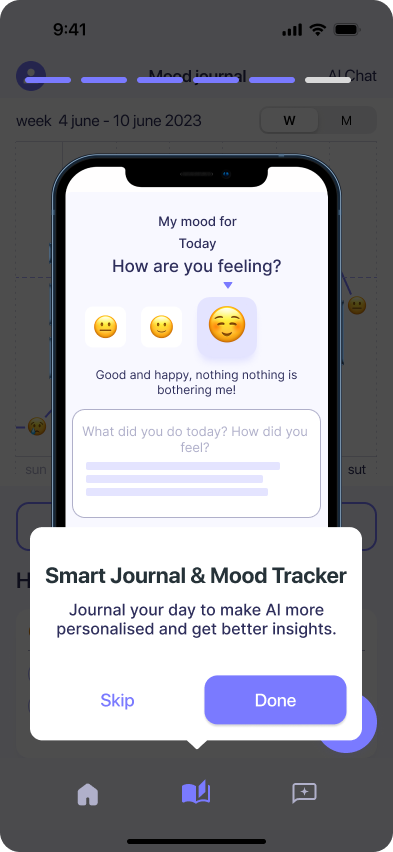 9:41
Mood journal
AI Chat
week 4 june - 10 june 2023
W
M
My mood for
Today
How are you feeling?
Good and happy, nothing nothing is
bothering me!
What did you do today? How did you
feel?
sun
sut
Smart Journal & Mood Tracker
Journal your day to make AI more
personalised and get better insights.
Skip
Done